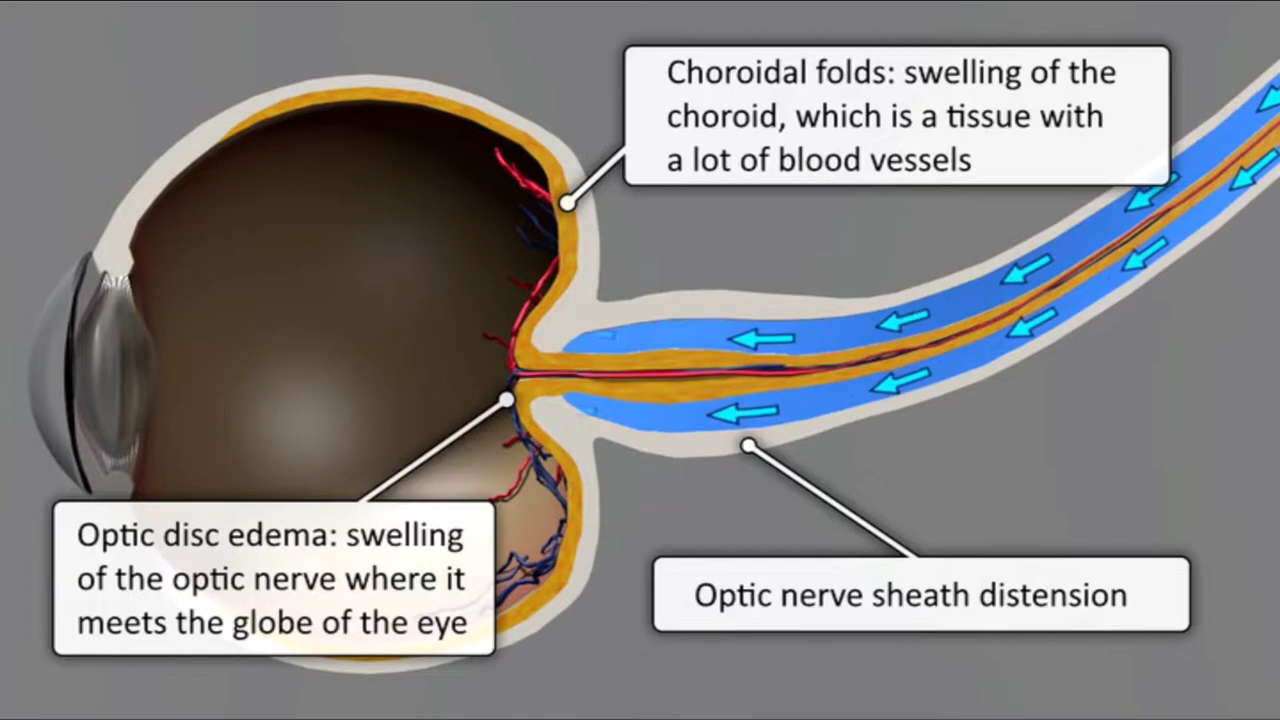 Choroidal folds: swelling of the
choroid, which is a tissue with
a lot of blood vessels
Optic disc edema: swelling
of the optic nerve where it
meets the globe of the eye
Optic nerve sheath distension